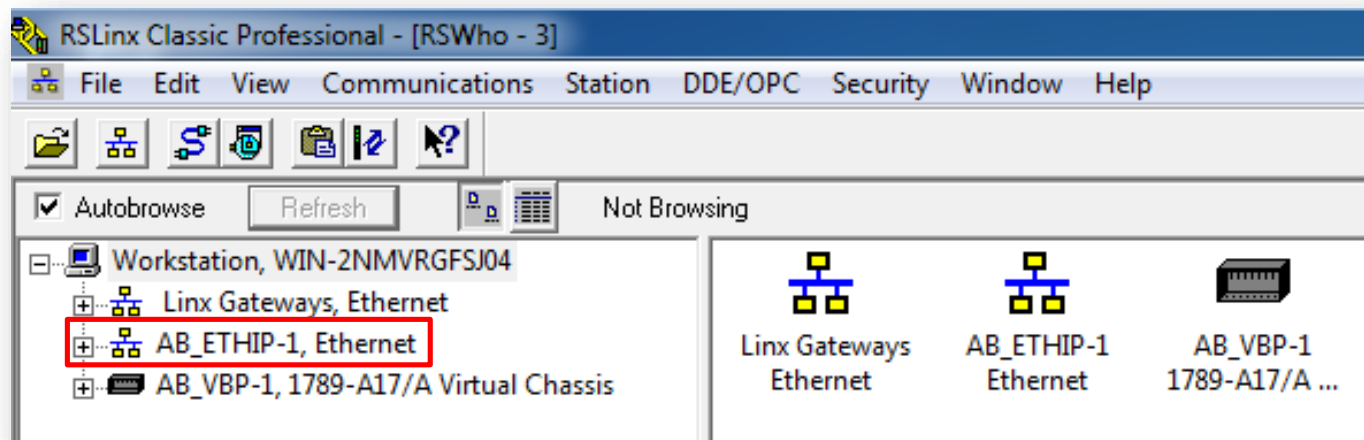 RSLinx Classic Professional - [RSWho - 3]
File Edit View Communications Station DDE/OPC Security Window Help
Autobrowse Refresh Not Browsing
Workstation, WIN-2NMVRGFSJ04
Linx Gateways, Ethernet
AB_ETHIP-1, Ethernet
AB_VBP-1, 1789-A17/A Virtual Chassis
Linx Gateways
Ethernet
AB_ETHIP-1
Ethernet
AB_VBP-1
1789-A17/A ...